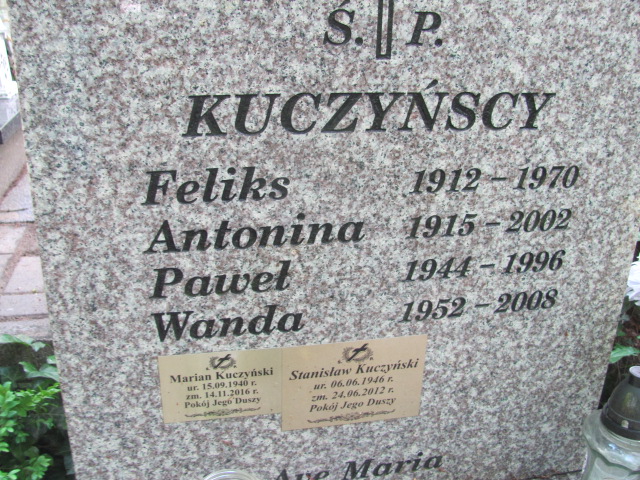 Ś. P.
KUCZYŃSCY
Feliks 1912 – 1970
Antonina 1915 – 2002
Paweł 1944 – 1996
Wanda 1952 – 2008
Marian Kuczyński
ur. 15.09.1940 r.
zm. 14.11.2016 r.
Pokój Jego Duszy
Stanisław Kuczyński
ur. 06.06.1946 r.
zm. 24.06.2012 r.
Pokój Jego Duszy
Ave Maria